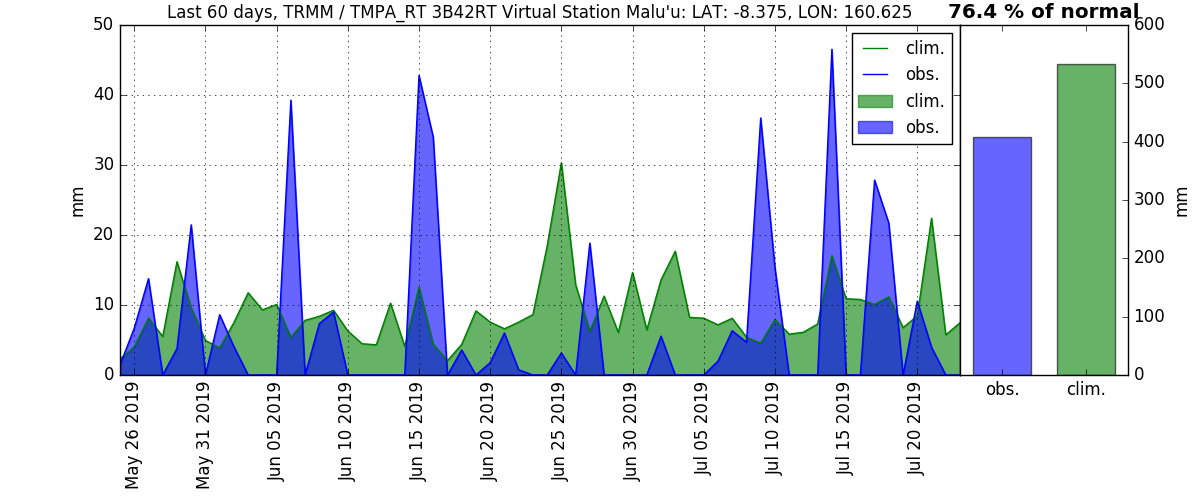 Last 60 days, TRMM / TMPA_RT 3B42RT Virtual Station Malu'u: LAT: -8.375, LON: 160.625
76.4 % of normal
50
40
30
20
10
0
mm
clim.
obs.
clim.
obs.
600
500
400
300
200
100
0
mm
obs.
clim.
May 26 2019
May 31 2019
Jun 05 2019
Jun 10 2019
Jun 15 2019
Jun 20 2019
Jun 25 2019
Jun 30 2019
Jul 05 2019
Jul 10 2019
Jul 15 2019
Jul 20 2019